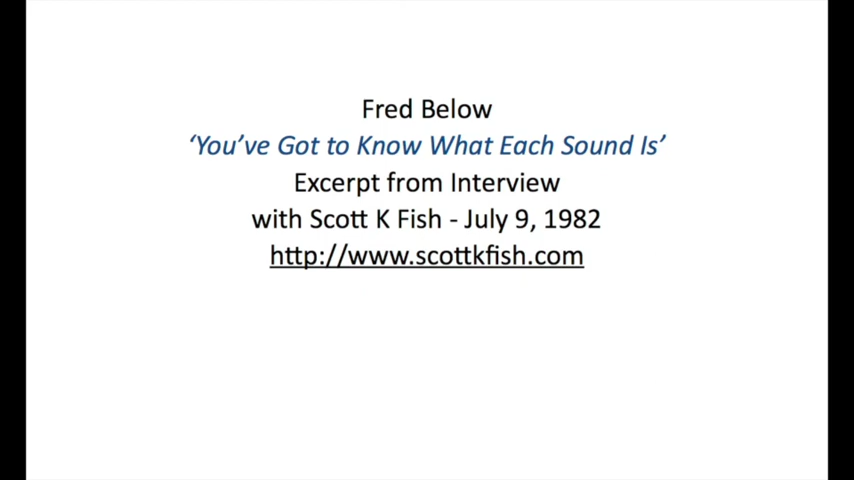 Fred Below
‘You’ve Got to Know What Each Sound Is’
Excerpt from Interview
with Scott K Fish - July 9, 1982
http://www.scottkfish.com